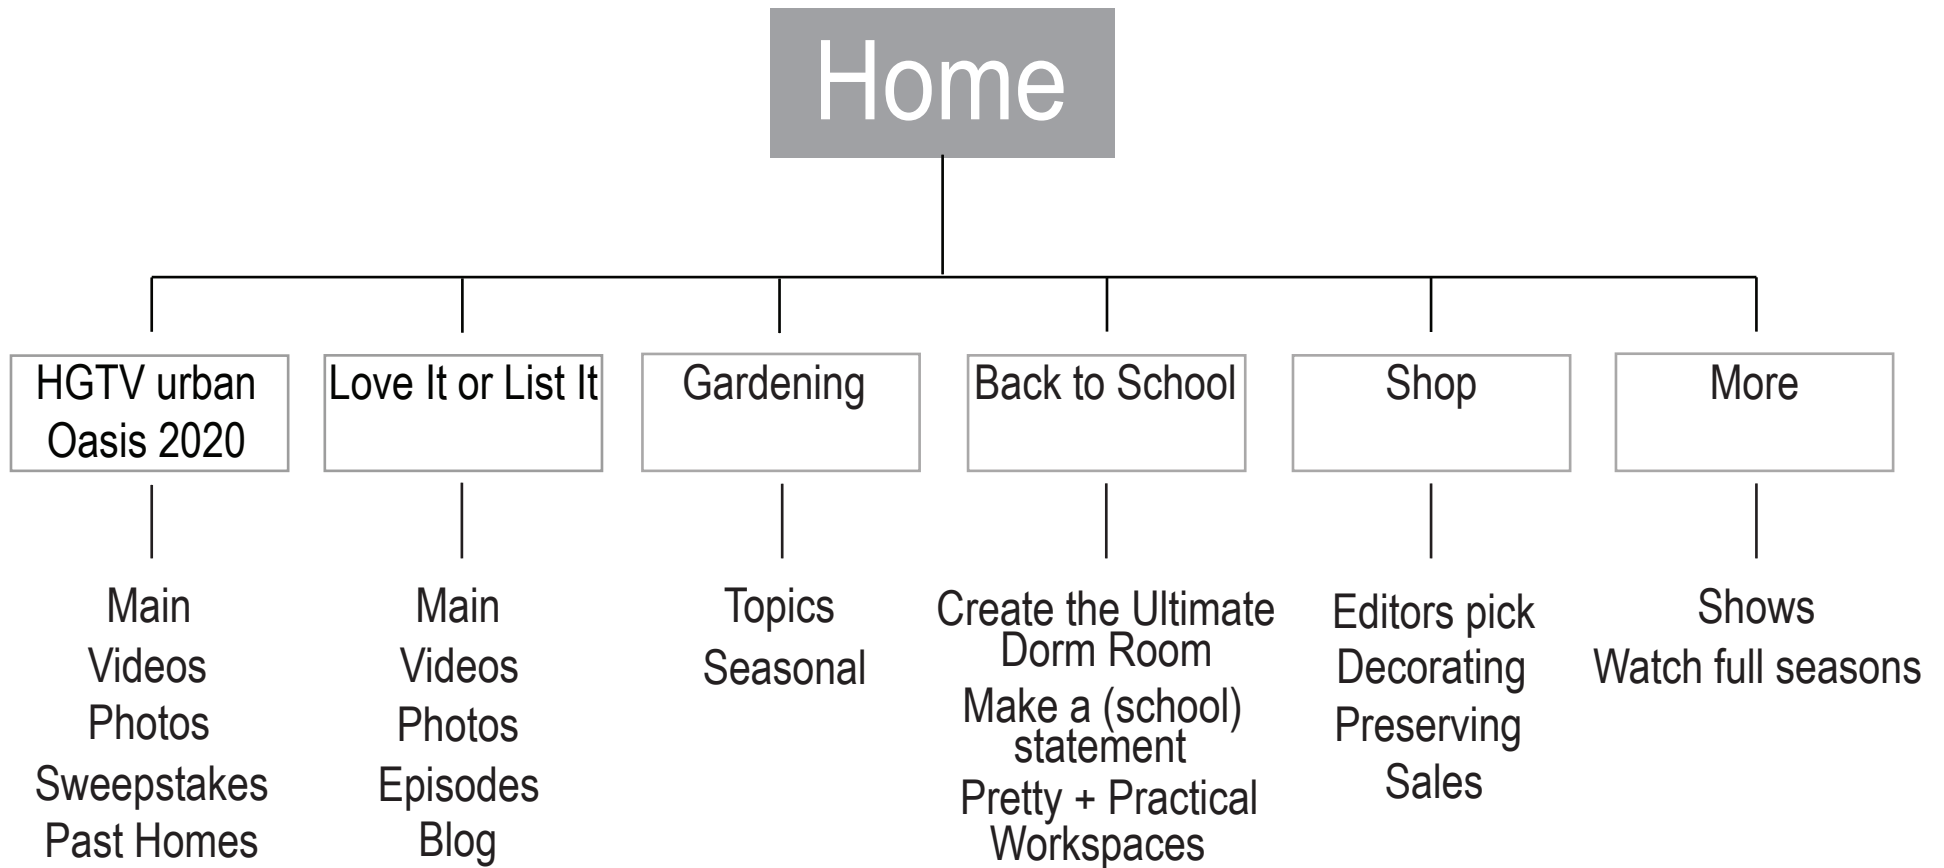 Home
HGTV urban
Oasis 2020
Love It or List It
Gardening
Back to School
Shop
More
Main
Videos
Photos
Sweepstakes
Past Homes
Main
Videos
Photos
Episodes
Blog
Topics
Seasonal
Create the Ultimate
Dorm Room
Make a (school)
statement
Pretty + Practical
Workspaces
Editors pick
Decorating
Preserving
Sales
Shows
Watch full seasons